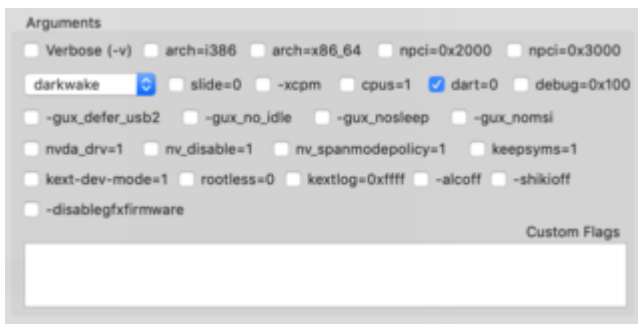 Arguments
Verbose (-v) arch=i386 arch=x86_64 npci=0x2000 npci=0x3000
darkwake slide=0 -xcpm cpus=1 dart=0 debug=0x100
-gux_defer_usb2 -gux_no_idle -gux_nosleep -gux_nomsi
nvda_drv=1 nv_disable=1 nv_spanmodepolicy=1 keepsyms=1
kext-dev-mode=1 rootless=0 kextlog=0xffff -alcoff -shikioff
-disablegfxfirmware
Custom Flags